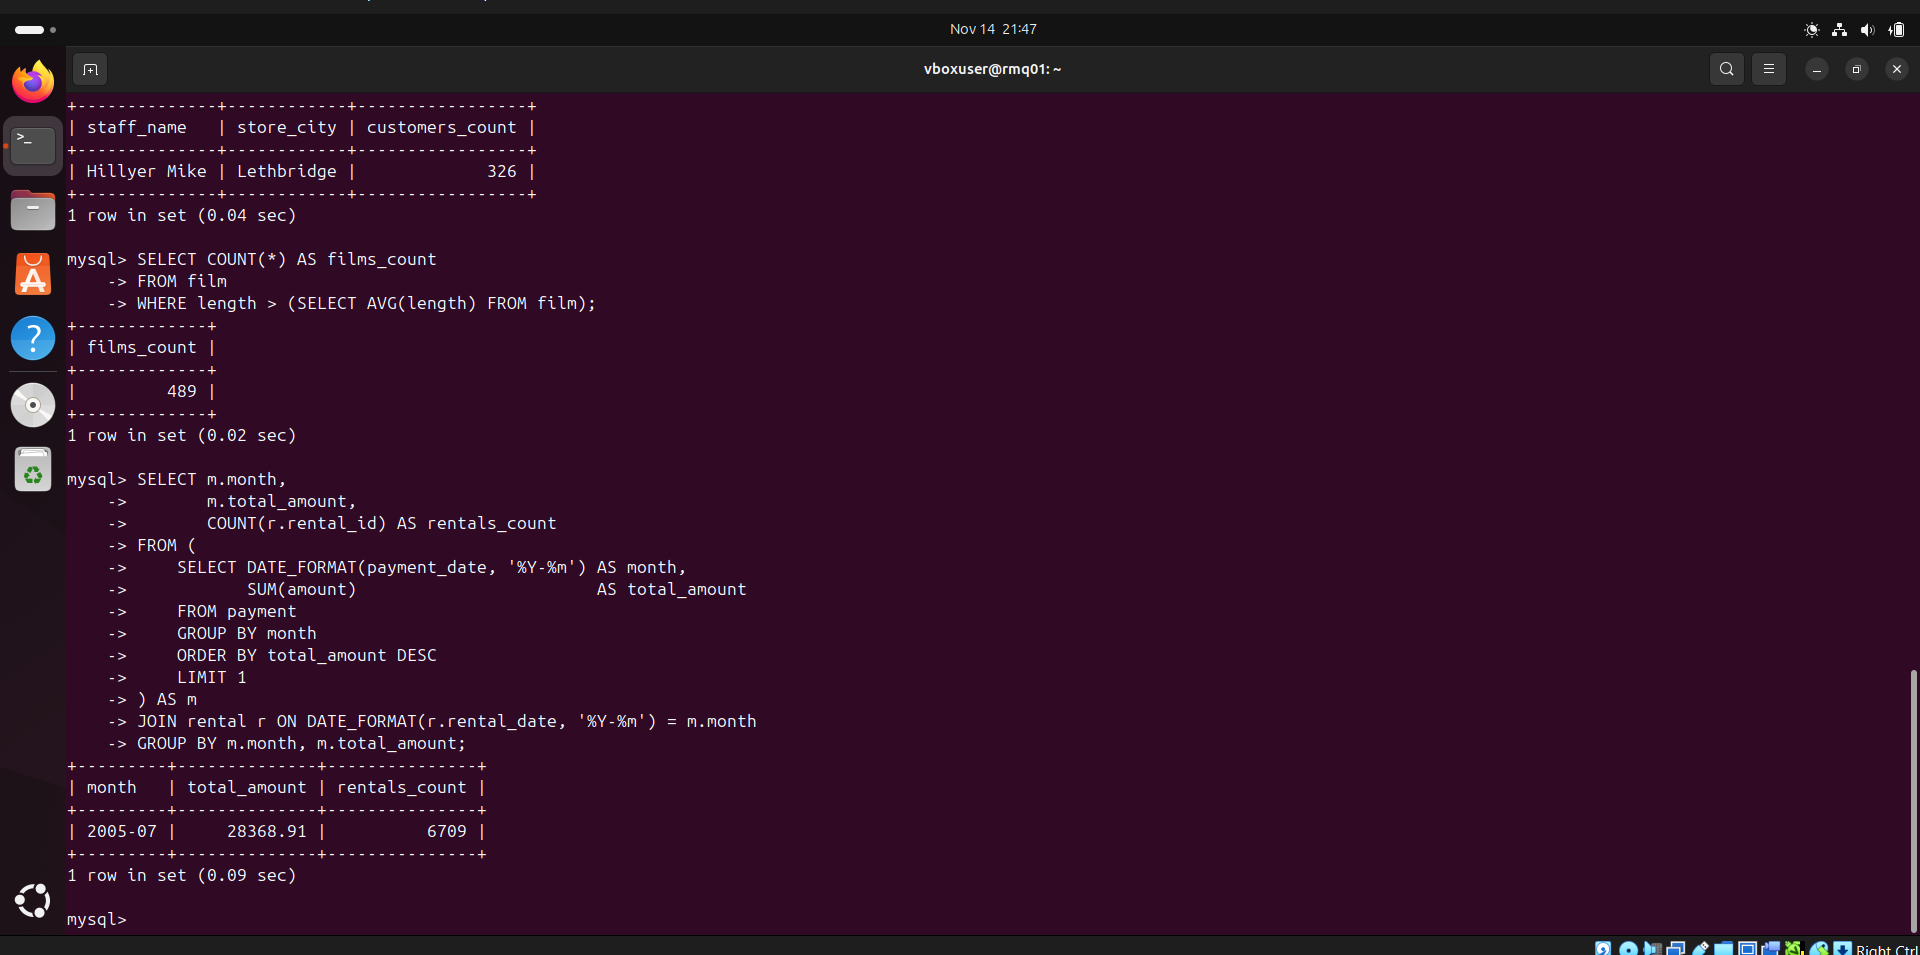 Nov 14 21:47
vboxuser@rmq01: ~
+--------------+------------+-----------------+
| staff_name   | store_city | customers_count |
+--------------+------------+-----------------+
| Hillyer Mike | Lethbridge |             326 |
+--------------+------------+-----------------+
1 row in set (0.04 sec)
mysql> SELECT COUNT(*) AS films_count
    -> FROM film
    -> WHERE length > (SELECT AVG(length) FROM film);
+-------------+
| films_count |
+-------------+
|         489 |
+-------------+
1 row in set (0.02 sec)
mysql> SELECT m.month,
    ->        m.total_amount,
    ->        COUNT(r.rental_id) AS rentals_count
    -> FROM (
    ->     SELECT DATE_FORMAT(payment_date, '%Y-%m') AS month,
    ->            SUM(amount)                        AS total_amount
    ->     FROM payment
    ->     GROUP BY month
    ->     ORDER BY total_amount DESC
    ->     LIMIT 1
    -> ) AS m
    -> JOIN rental r ON DATE_FORMAT(r.rental_date, '%Y-%m') = m.month
    -> GROUP BY m.month, m.total_amount;
+---------+--------------+---------------+
| month   | total_amount | rentals_count |
+---------+--------------+---------------+
| 2005-07 |     28368.91 |          6709 |
+---------+--------------+---------------+
1 row in set (0.09 sec)
mysql>
Right Ctrl